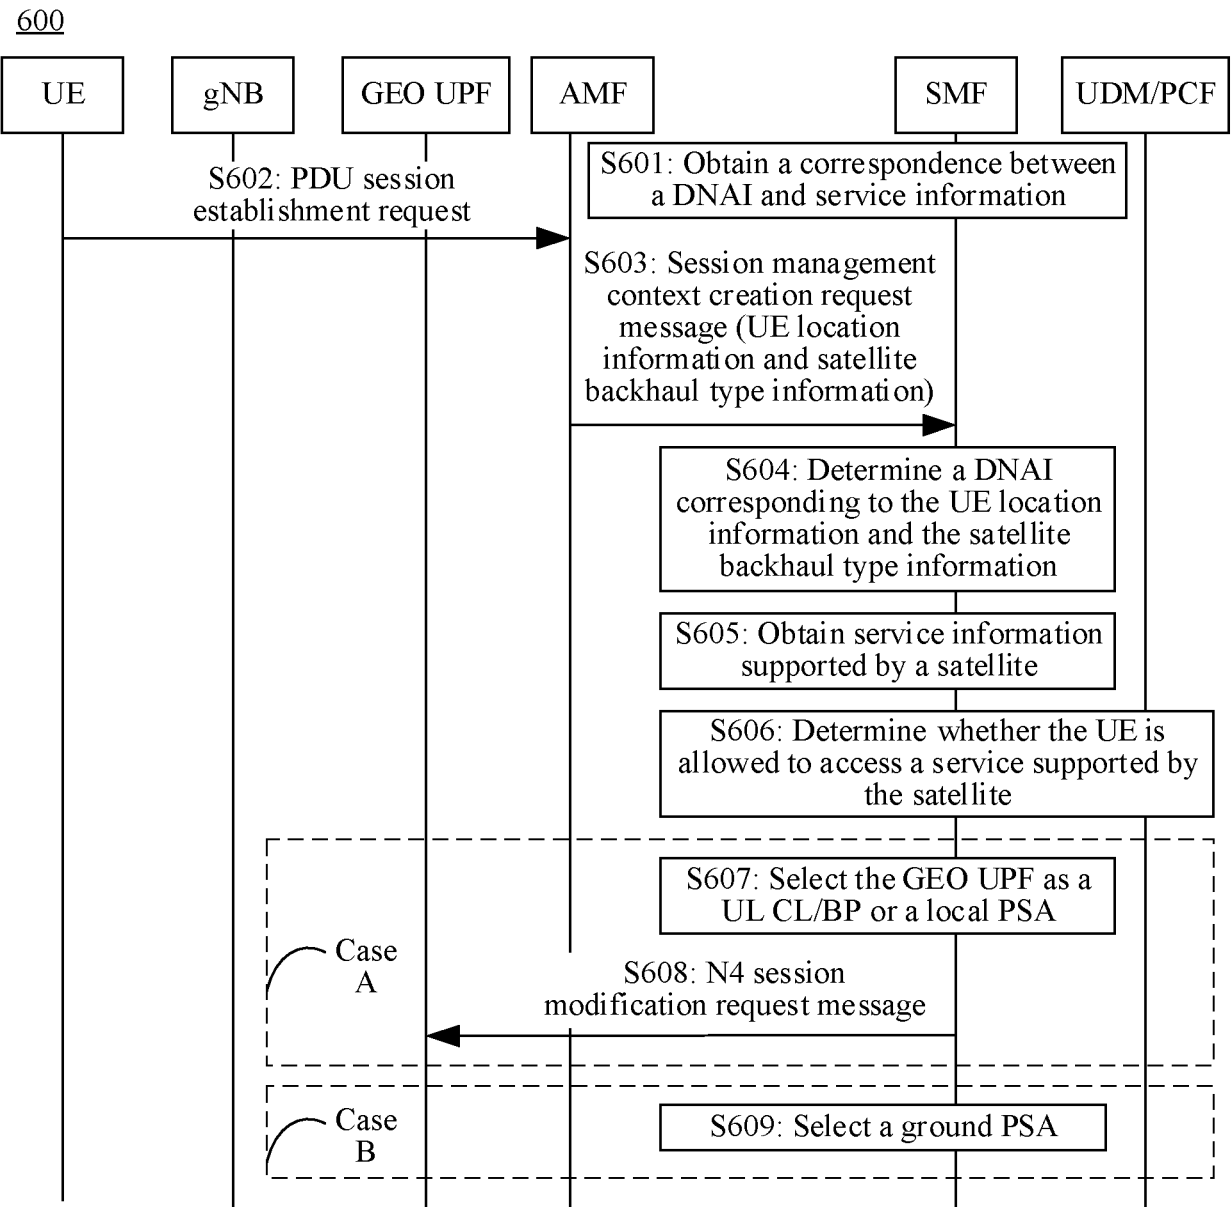 600
UE
gNB
GEO UPF
AMF
SMF
UDM/PCF
S601: Obtain a correspondence between
a DNAI and service information
S602: PDU session
establishment request
S603: Session management
context creation request
message (UE location
information and satellite
backhaul type information)
S604: Determine a DNAI
corresponding to the UE location
information and the satellite
backhaul type information
S605: Obtain service information
supported by a satellite
S606: Determine whether the UE is
allowed to access a service supported by
the satellite
S607: Select the GEO UPF as a
UL CL/BP or a local PSA
Case
A
S608: N4 session
modification request message
Case
B
S609: Select a ground PSA